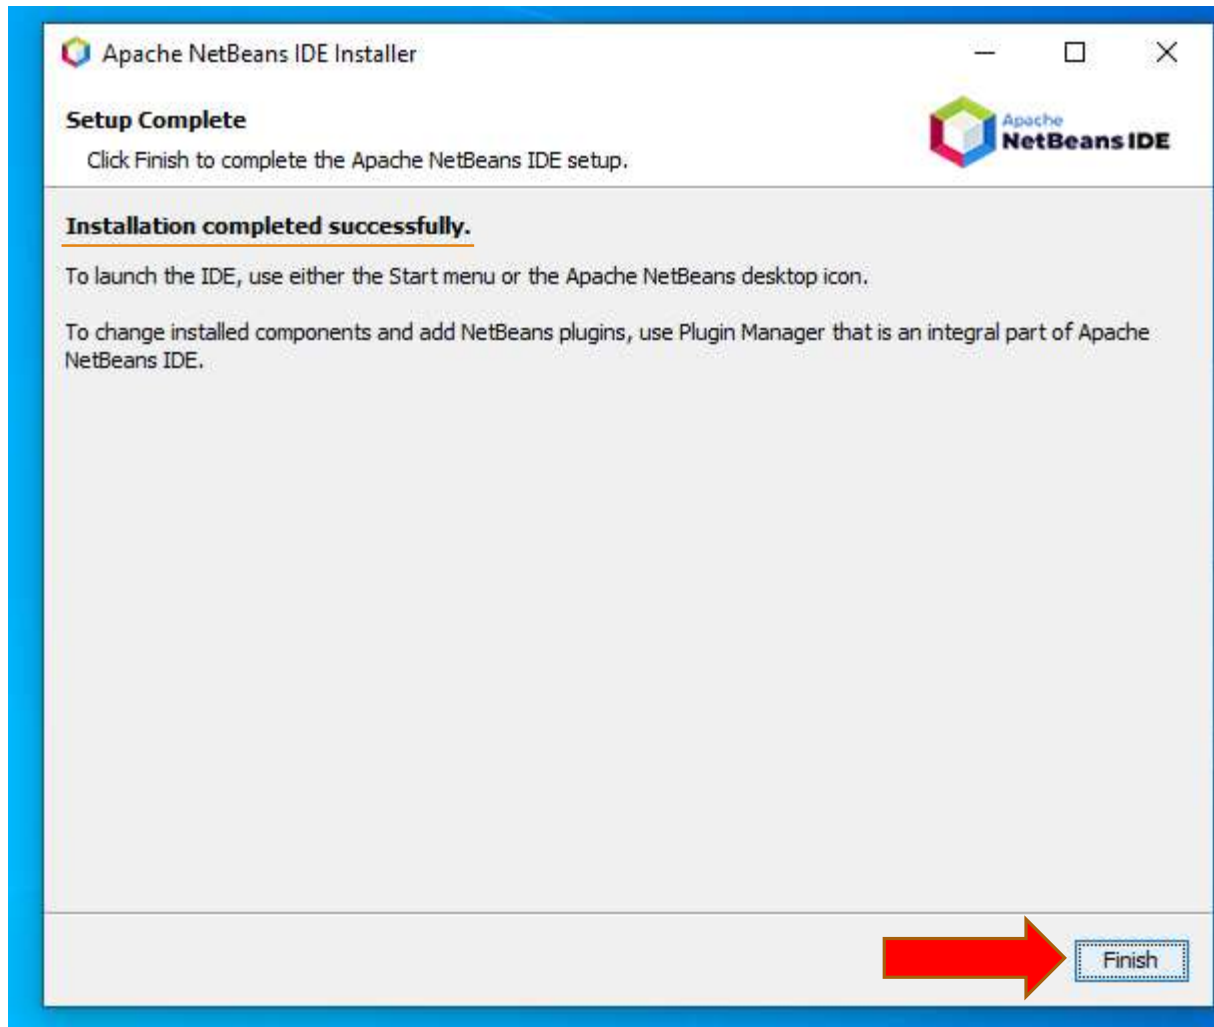 Apache NetBeans IDE Installer
Setup Complete
Click Finish to complete the Apache NetBeans IDE setup.
Apache
NetBeans IDE
Installation completed successfully.
To launch the IDE, use either the Start menu or the Apache NetBeans desktop icon.
To change installed components and add NetBeans plugins, use Plugin Manager that is an integral part of Apache
NetBeans IDE.
Finish